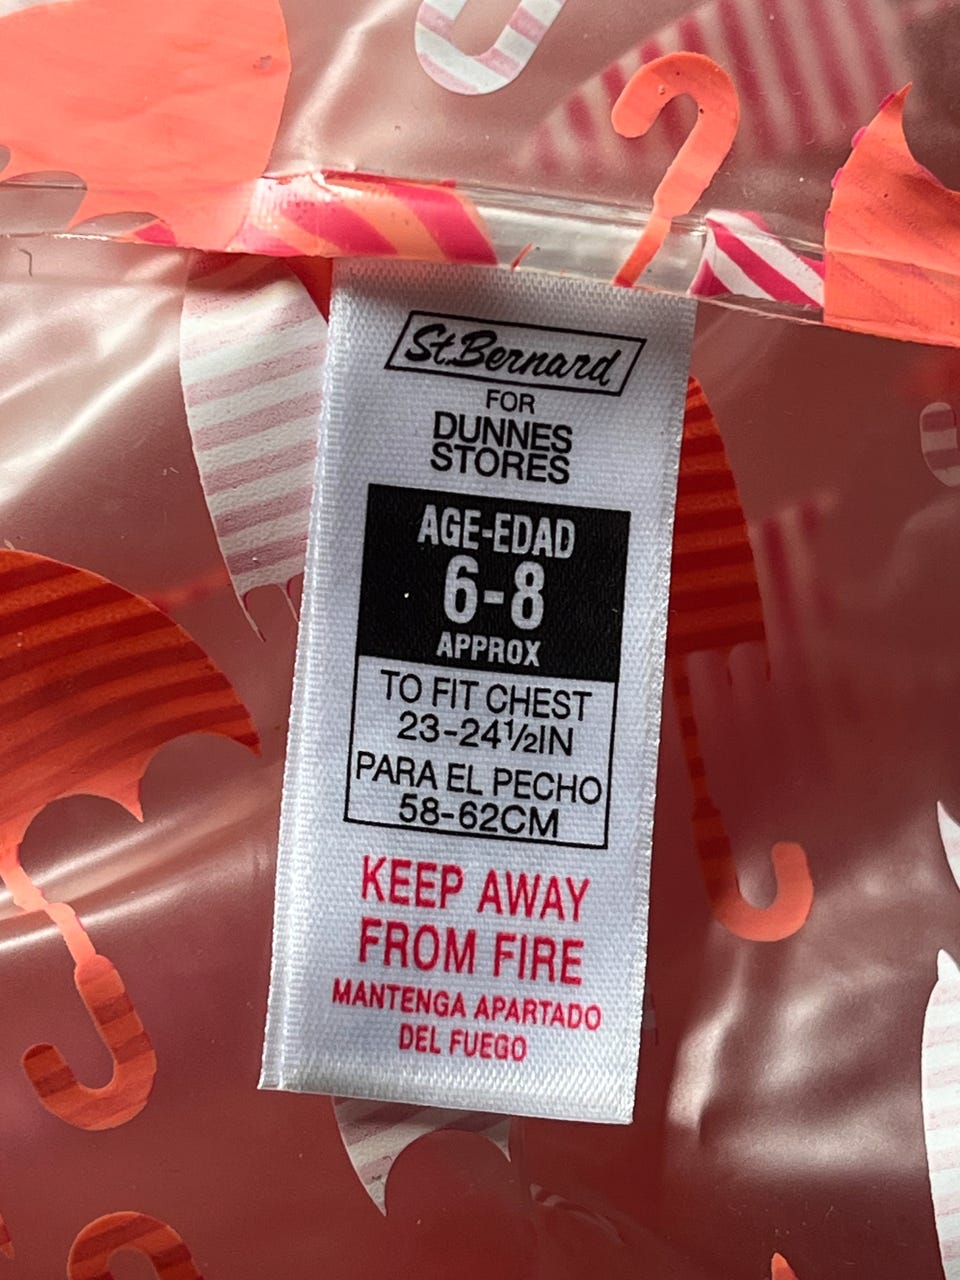 St.Bernard
FOR
DUNNES
STORES
AGE-EDAD
6-8
APPROX
TO FIT CHEST
23-24½IN
PARA EL PECHO
58-62CM
KEEP AWAY
FROM FIRE
MANTENGA APARTADO
DEL FUEGO